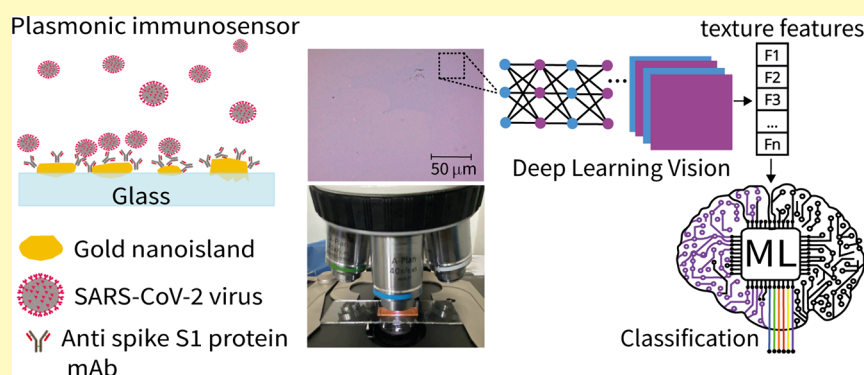 Plasmonic immunosensor
Glass
Gold nanoisland
SARS-CoV-2 virus
Anti spike S1 protein
mAb
50 μm
A-Plan
Deep Learning Vision
texture features
F1
F2
F3
...
Fn
ML
Classification